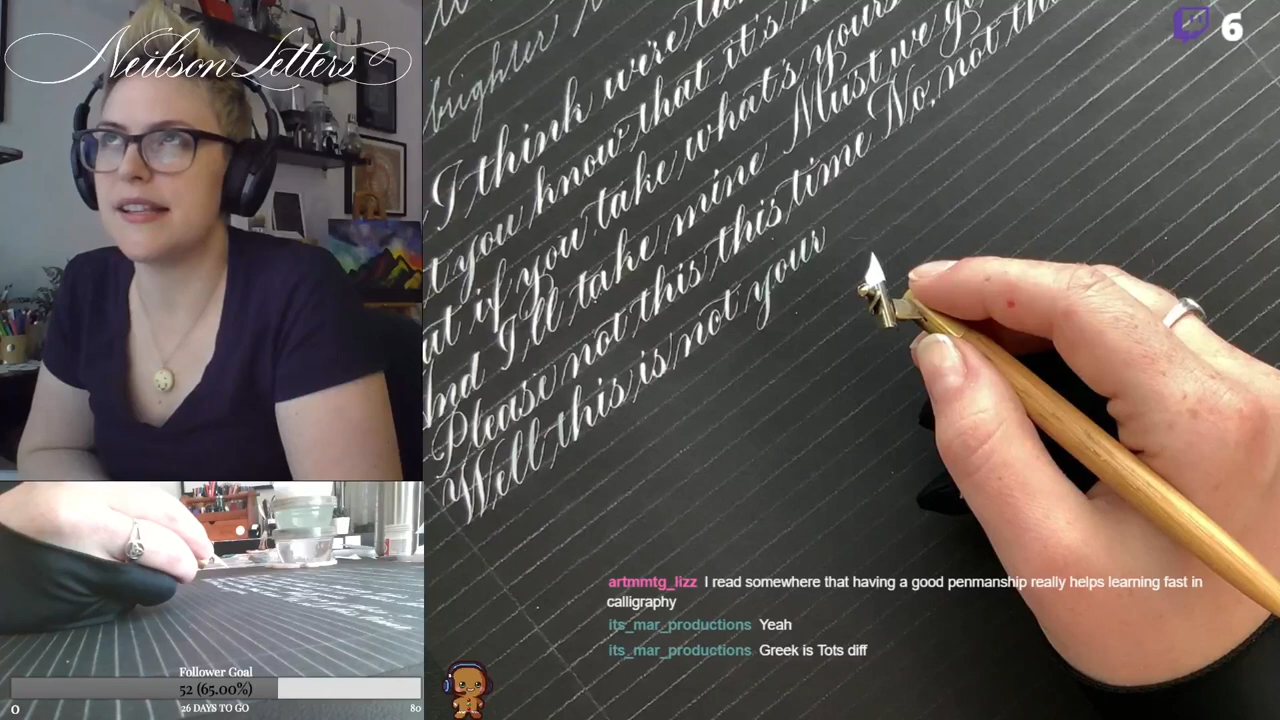 Neilson Letters
6
brighter
I think we're
you know that it's
at if you take what's yours
And I'll take mine Must we
Please not this this time No, not
Well this is not your
artmmtg_lizz I read somewhere that having a good penmanship really helps learning fast in
calligraphy
its_mar_productions Yeah
its_mar_productions Greek is Tots diff
Follower Goal
52 (65.00%)
0 26 DAYS TO GO 80